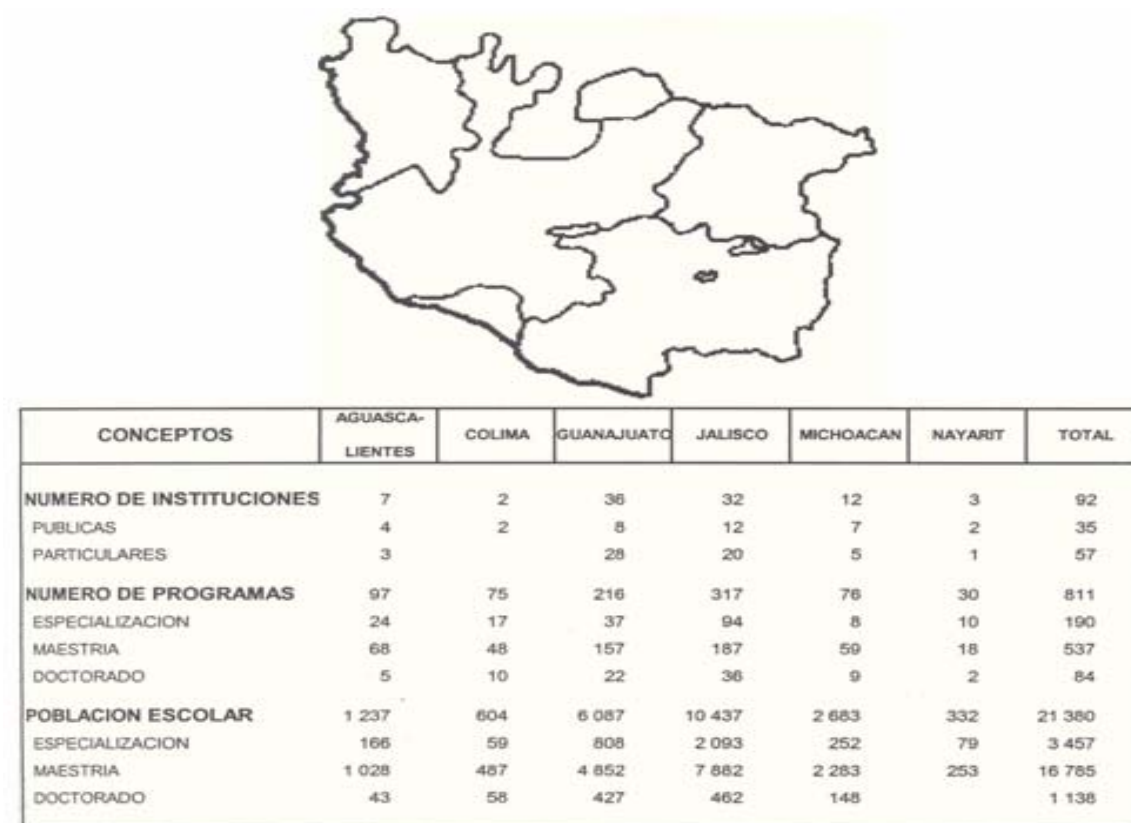 CONCEPTOS AGUASCA-LIENTES COLIMA GUANAJUATO JALISCO MICHOACAN NAYARIT TOTAL
NUMERO DE INSTITUCIONES 7 2 36 32 12 3 92
PUBLICAS 4 2 8 12 7 2 35
PARTICULARES 3 28 20 5 1 57
NUMERO DE PROGRAMAS 97 75 216 317 76 30 811
ESPECIALIZACION 24 17 37 94 8 10 190
MAESTRIA 68 48 157 187 59 18 537
DOCTORADO 5 10 22 36 9 2 84
POBLACION ESCOLAR 1 237 604 6 087 10 437 2 683 332 21 380
ESPECIALIZACION 166 59 808 2 093 252 79 3 457
MAESTRIA 1 028 487 4 852 7 882 2 283 253 16 785
DOCTORADO 43 58 427 462 148 1 138